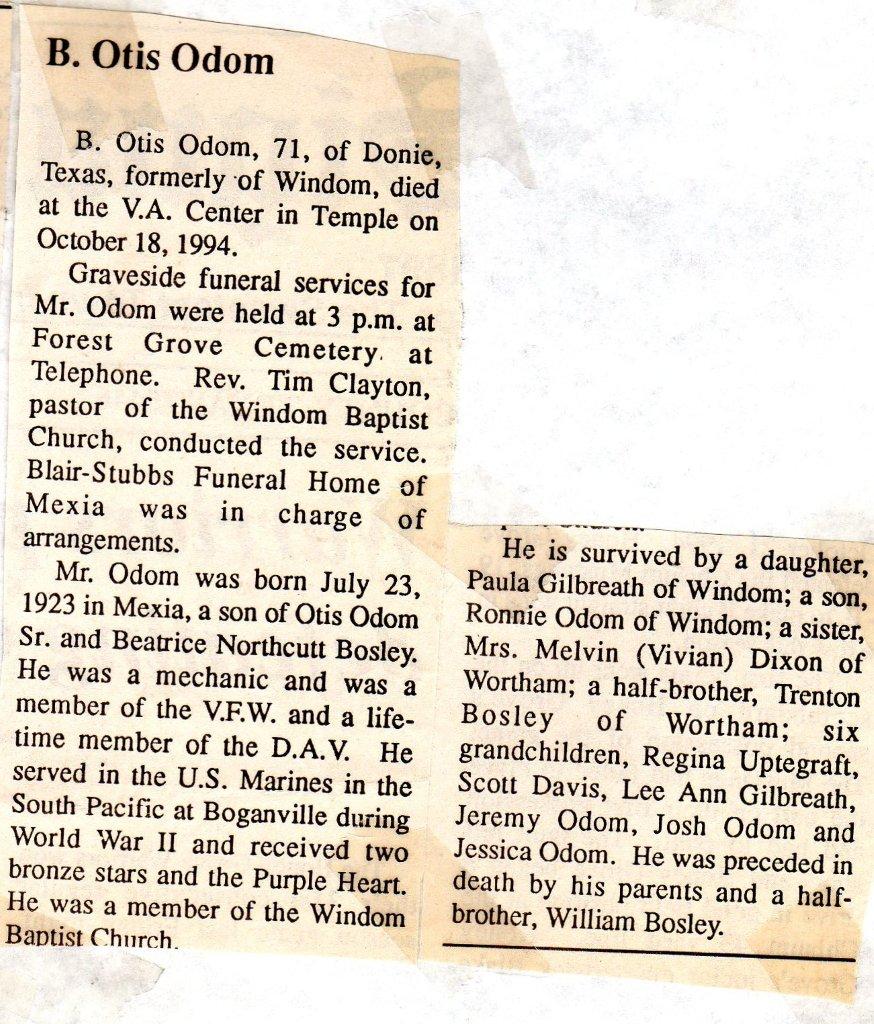 B. Otis Odom
B. Otis Odom, 71, of Donie,
Texas, formerly of Windom, died
at the V.A. Center in Temple on
October 18, 1994.
Graveside funeral services for
Mr. Odom were held at 3 p.m. at
Forest Grove Cemetery at
Telephone. Rev. Tim Clayton,
pastor of the Windom Baptist
Church, conducted the service.
Blair-Stubbs Funeral Home of
Mexia was in charge of
arrangements.
Mr. Odom was born July 23,
1923 in Mexia, a son of Otis Odom
Sr. and Beatrice Northcutt Bosley.
He was a mechanic and was a
member of the V.F.W. and a life-
time member of the D.A.V. He
served in the U.S. Marines in the
South Pacific at Boganville during
World War II and received two
bronze stars and the Purple Heart.
He was a member of the Windom
Baptist Church.
He is survived by a daughter,
Paula Gilbreath of Windom; a son,
Ronnie Odom of Windom; a sister,
Mrs. Melvin (Vivian) Dixon of
Wortham; a half-brother, Trenton
Bosley of Wortham; six
grandchildren, Regina Uptegraft,
Scott Davis, Lee Ann Gilbreath,
Jeremy Odom, Josh Odom and
Jessica Odom. He was preceded in
death by his parents and a half-
brother, William Bosley.